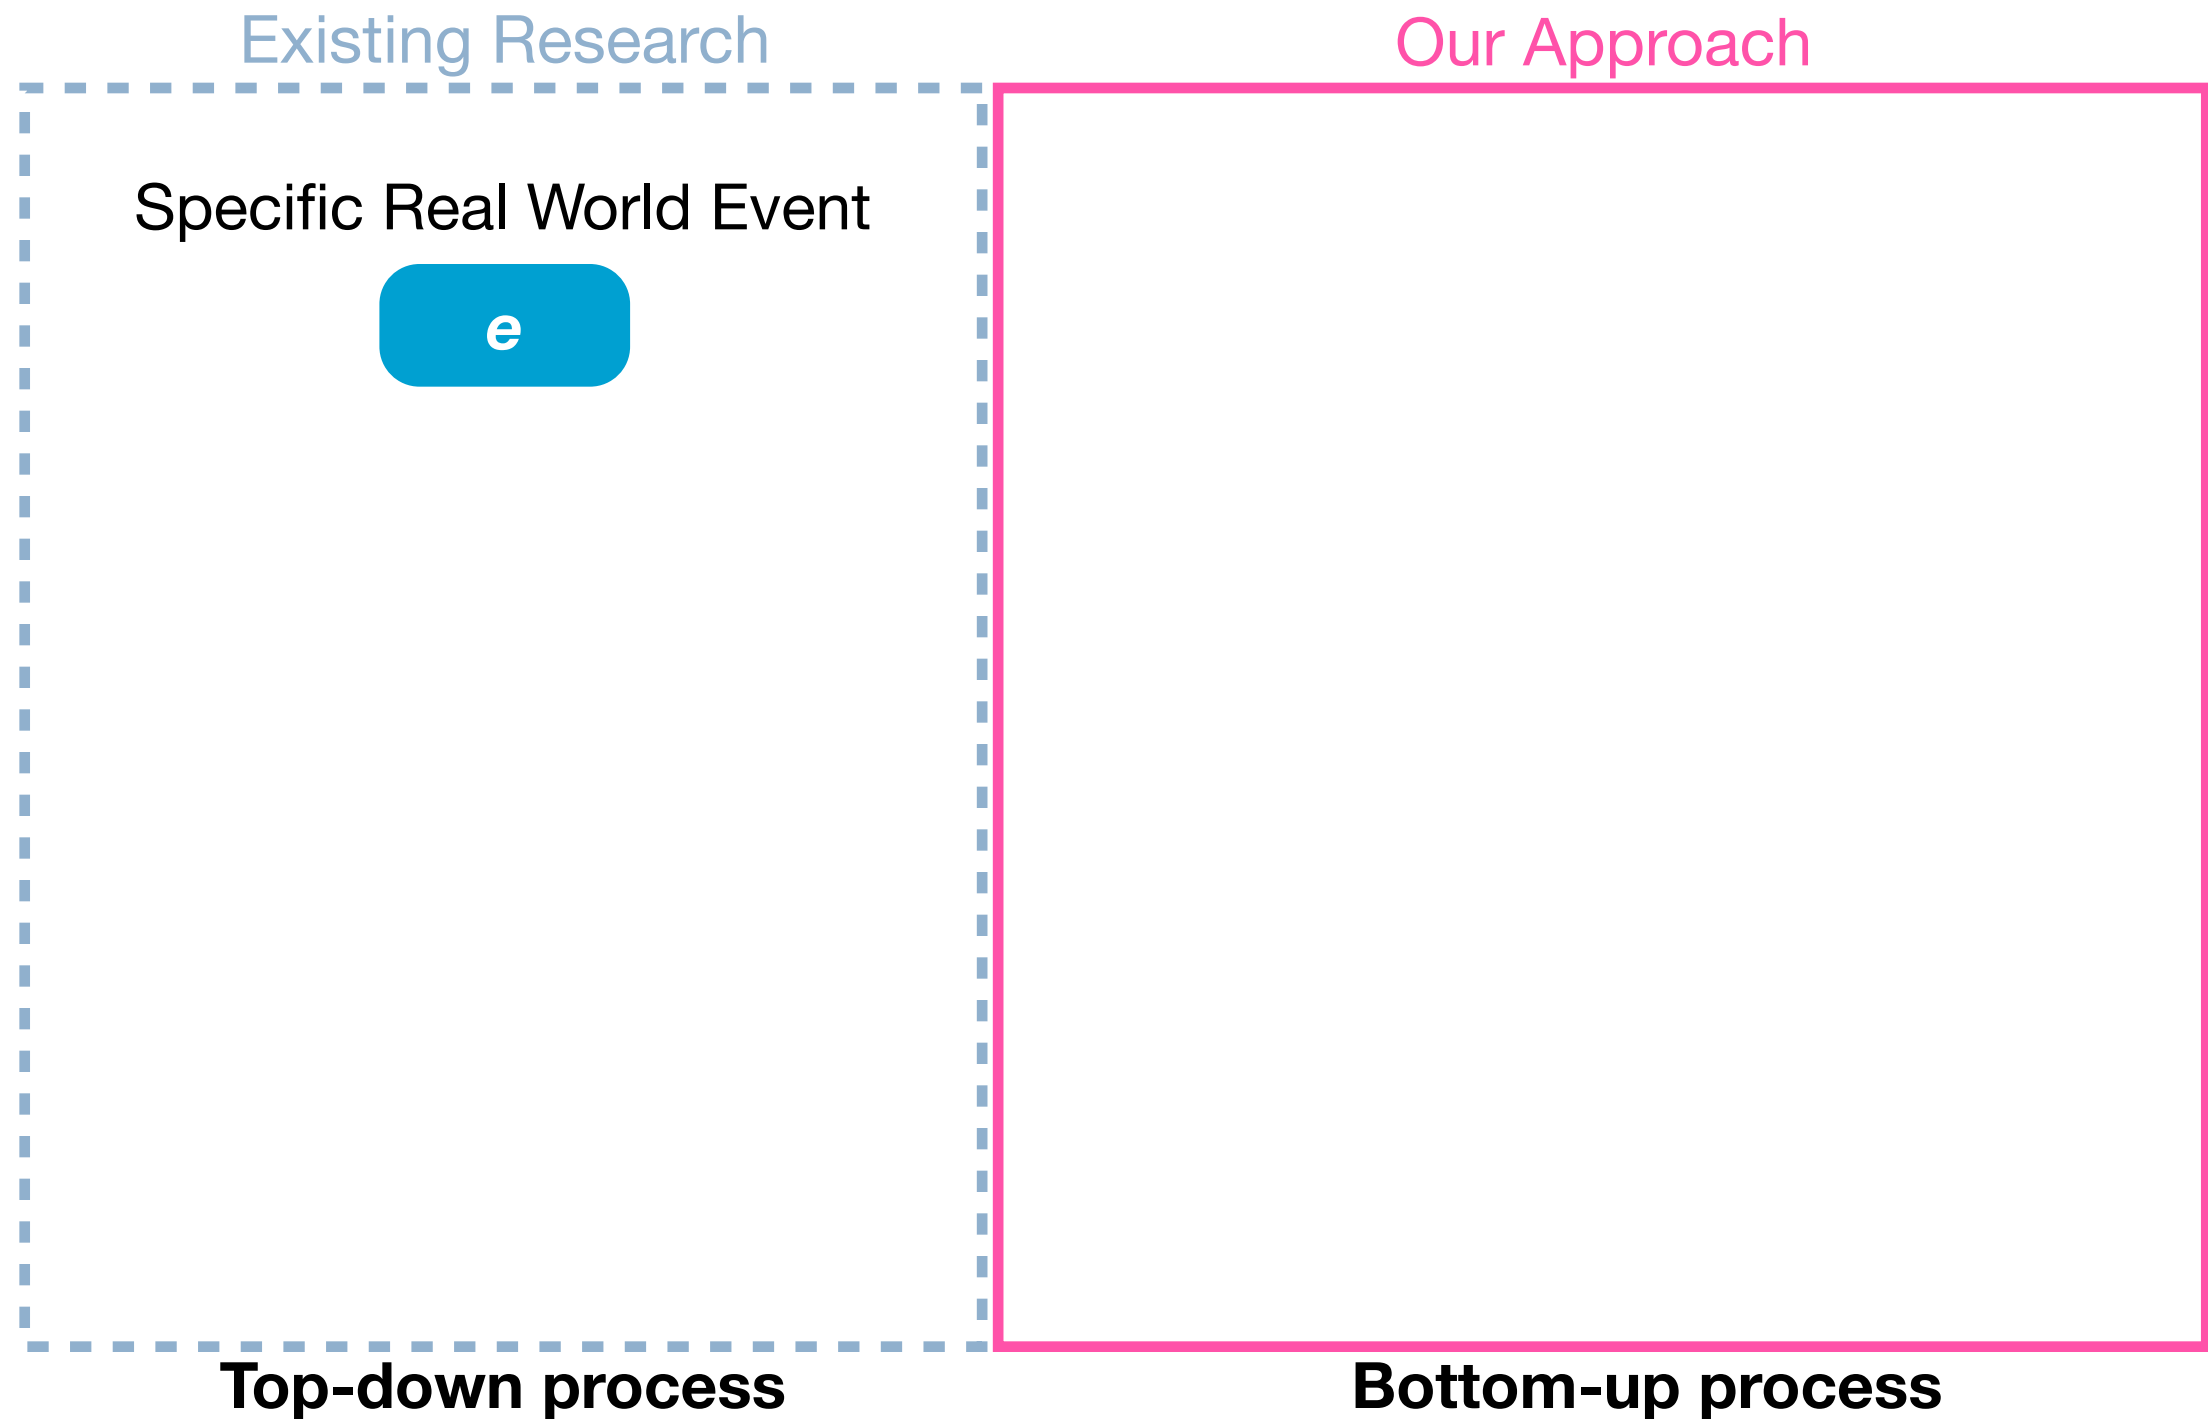 Existing Research
Our Approach
Specific Real World Event
e
Top-down process
Bottom-up process